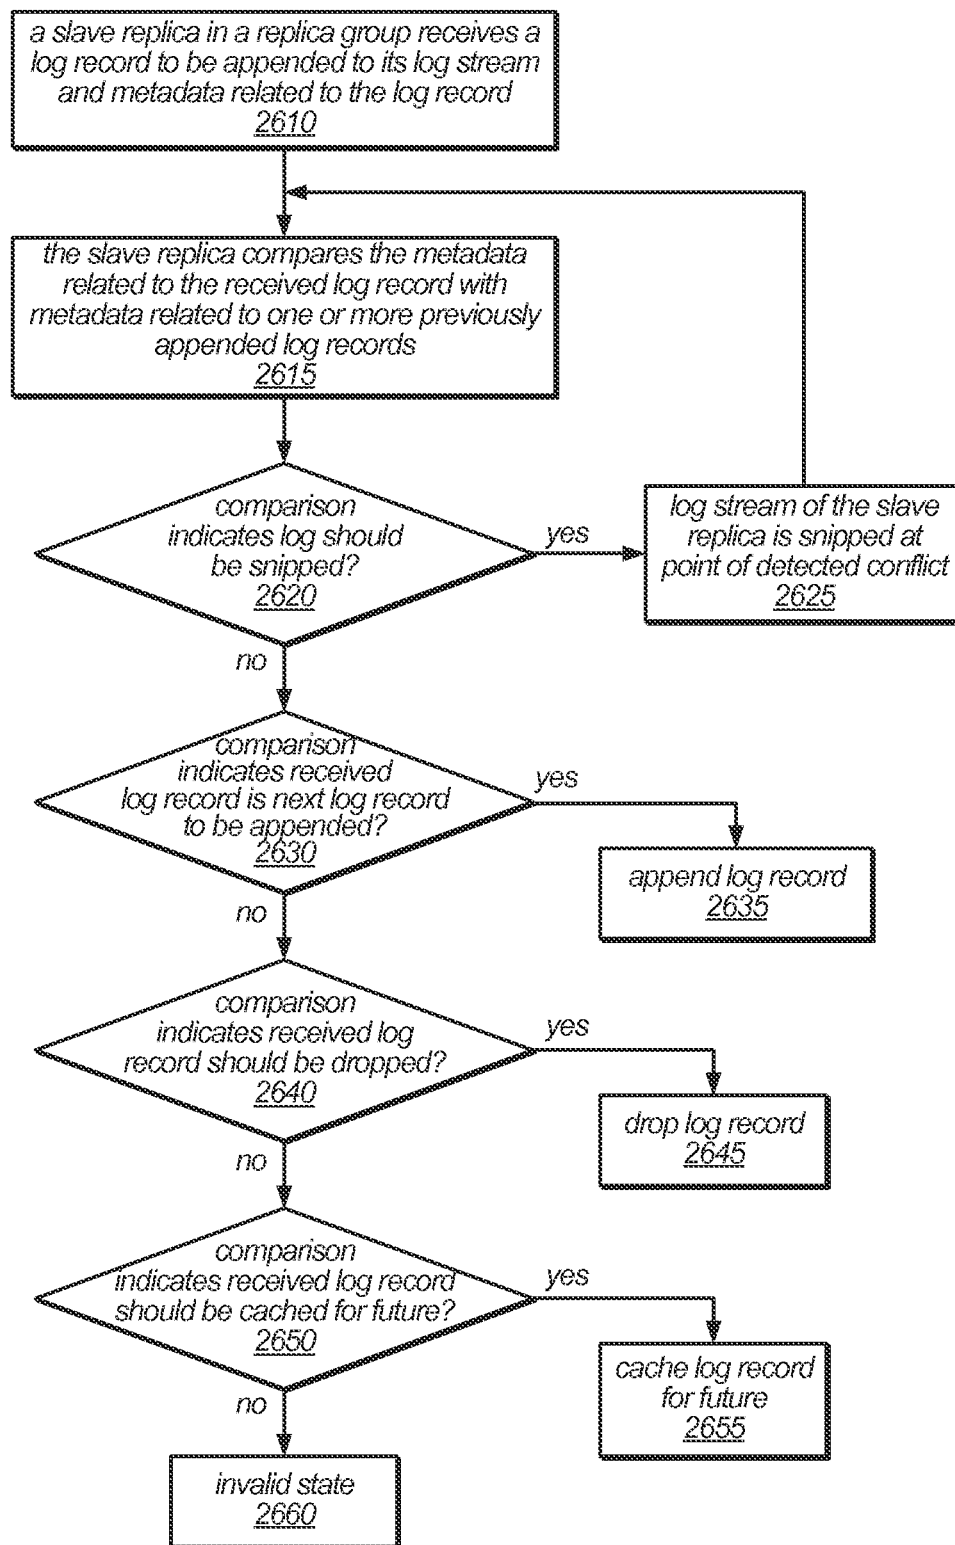 a slave replica in a replica group receives a
log record to be appended to its log stream
and metadata related to the log record
2610
the slave replica compares the metadata
related to the received log record with
metadata related to one or more previously
appended log records
2615
comparison
indicates log should
be snipped?
2620
yes
log stream of the slave
replica is snipped at
point of detected conflict
2625
no
comparison
indicates received
log record is next log record
to be appended?
2630
yes
append log record
2635
no
comparison
indicates received log
record should be dropped?
2640
yes
drop log record
2645
no
comparison
indicates received log record
should be cached for future?
2650
yes
cache log record
for future
2655
no
invalid state
2660